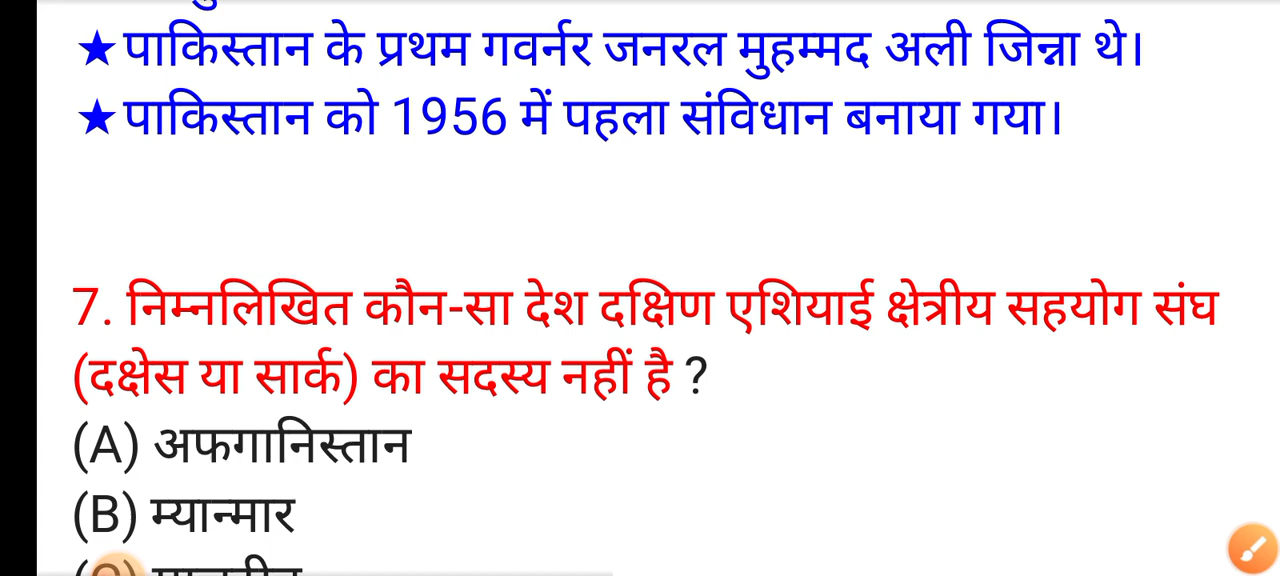 ★ पाकिस्तान के प्रथम गवर्नर जनरल मुहम्मद अली जिन्ना थे।
★ पाकिस्तान को 1956 में पहला संविधान बनाया गया।
7. निम्नलिखित कौन-सा देश दक्षिण एशियाई क्षेत्रीय सहयोग संघ
(दक्षेस या सार्क) का सदस्य नहीं है ?
(A) अफगानिस्तान
(B) म्यान्मार